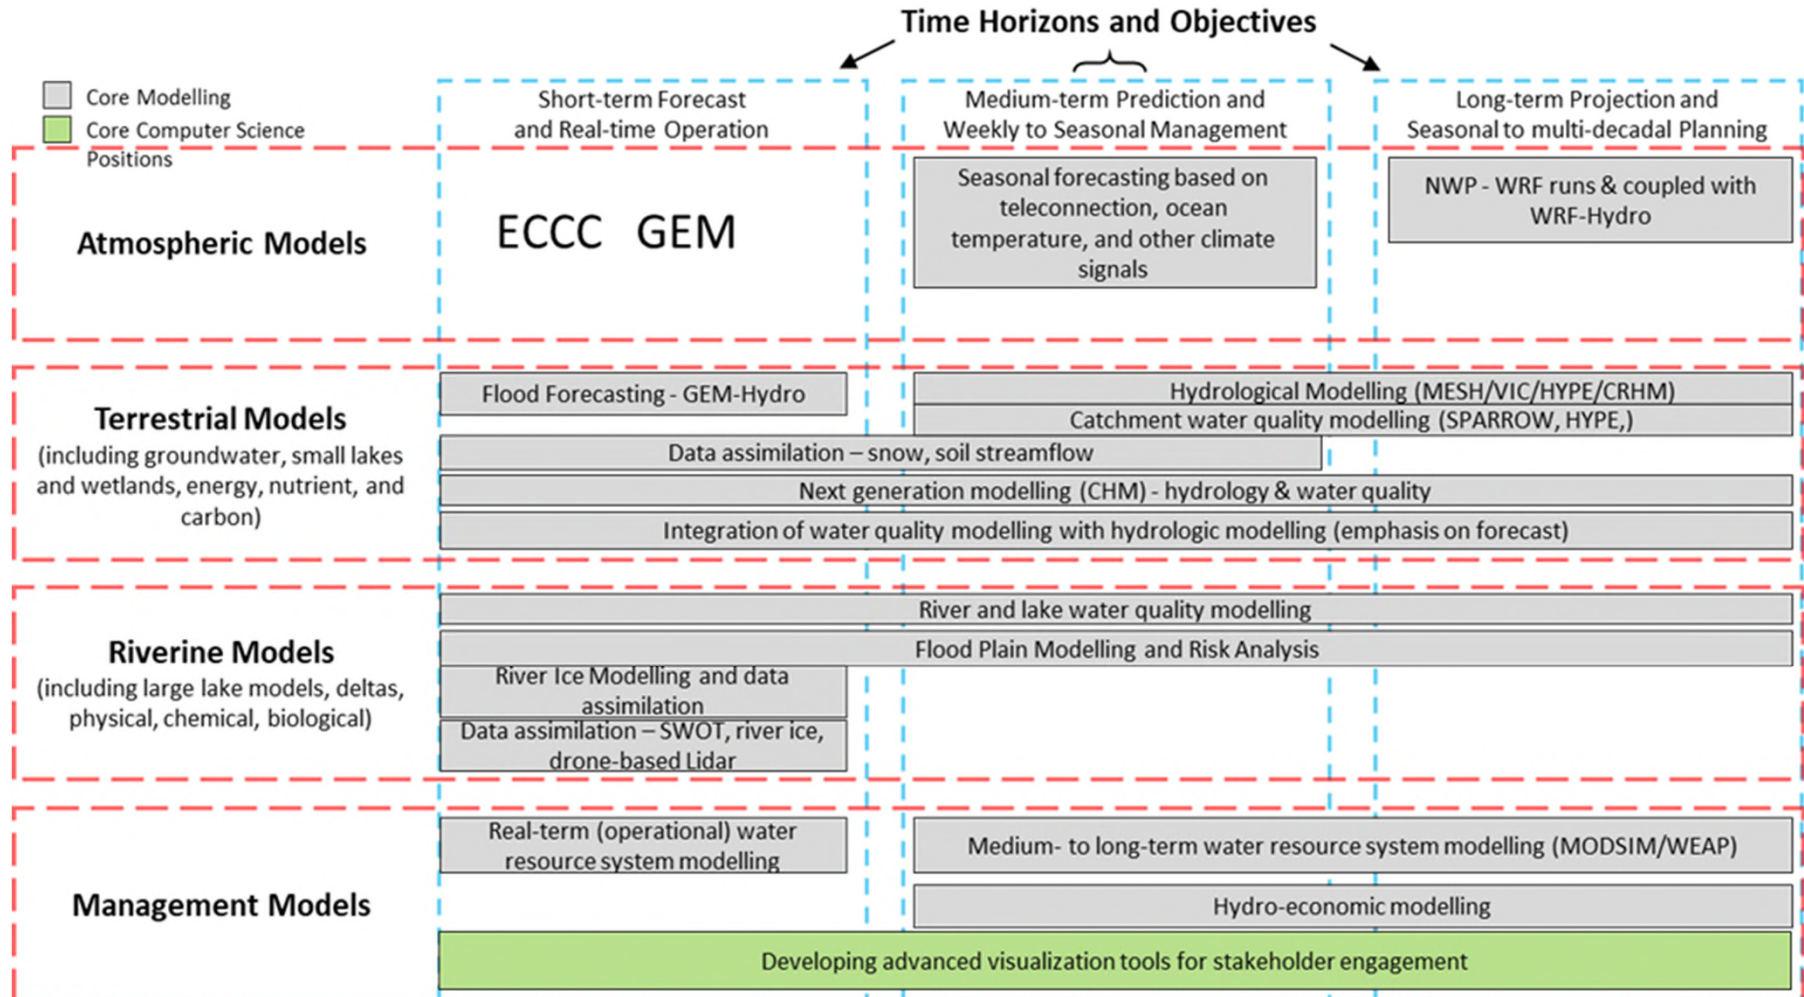 Time Horizons and Objectives
Core Modelling
Core Computer Science
Positions
Short-term Forecast
and Real-time Operation
Medium-term Prediction and
Weekly to Seasonal Management
Long-term Projection and
Seasonal to multi-decadal Planning
Atmospheric Models
ECCC GEM
Seasonal forecasting based on
teleconnection, ocean
temperature, and other climate
signals
NWP - WRF runs & coupled with
WRF-Hydro
Terrestrial Models
(including groundwater, small lakes
and wetlands, energy, nutrient, and
carbon)
Flood Forecasting - GEM-Hydro
Hydrological Modelling (MESH/VIC/HYPE/CRHM)
Catchment water quality modelling (SPARROW, HYPE,)
Data assimilation – snow, soil streamflow
Next generation modelling (CHM) - hydrology & water quality
Integration of water quality modelling with hydrologic modelling (emphasis on forecast)
Riverine Models
(including large lake models, deltas,
physical, chemical, biological)
River and lake water quality modelling
Flood Plain Modelling and Risk Analysis
River Ice Modelling and data
assimilation
Data assimilation – SWOT, river ice,
drone-based Lidar
Management Models
Real-term (operational) water
resource system modelling
Medium- to long-term water resource system modelling (MODSIM/WEAP)
Hydro-economic modelling
Developing advanced visualization tools for stakeholder engagement